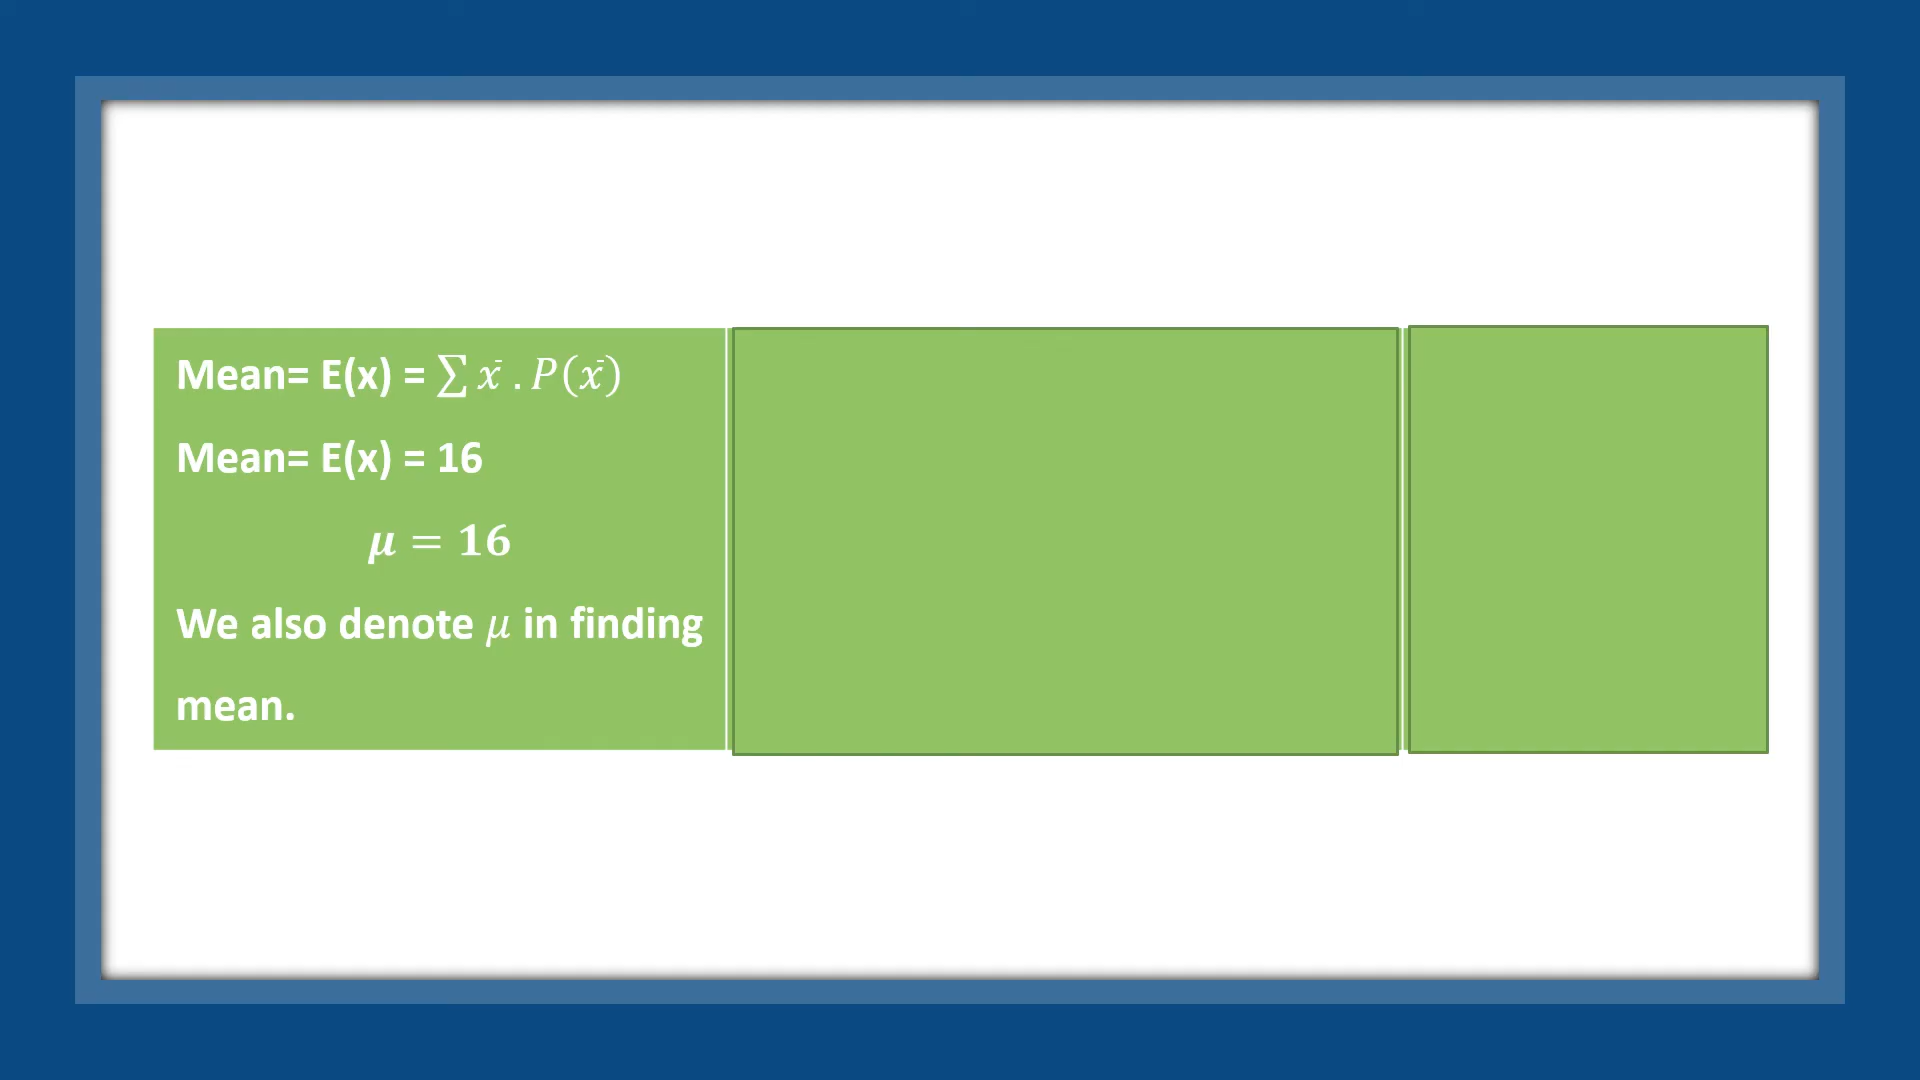 Mean= E(x) = ∑ x̄ . P(x̄)
Mean= E(x) = 16
μ = 16
We also denote μ in finding
mean.